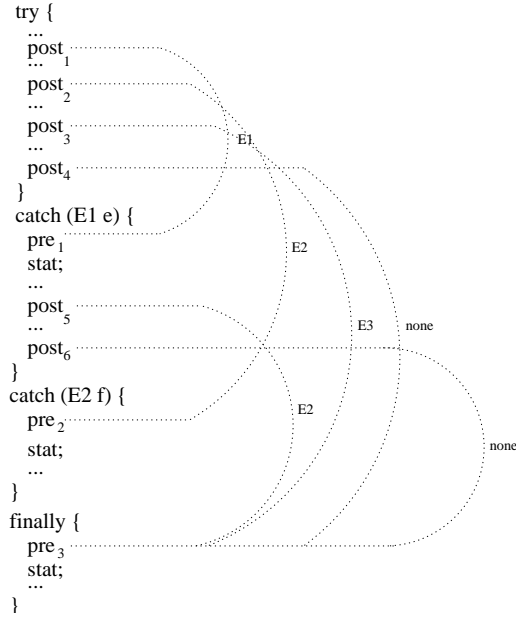 try {
...
post1
...
post2
...
post3
E1
...
post4
}
catch (E1 e) {
pre1
E2
stat;
...
post5
E3
none
...
post6
}
catch (E2 f) {
E2
pre2
none
stat;
...
}
finally {
pre3
stat;
...
}